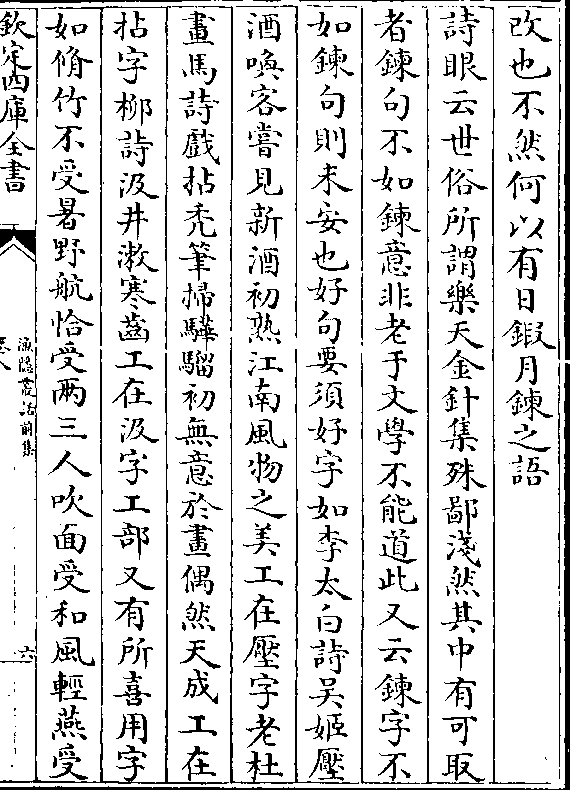 改也不然何以有日鍜月鍊之語
詩眼云世俗所謂樂天金針集殊鄙淺然其中有可取
者鍊句不如鍊意非老于文學不能道此又云鍊字不
如鍊句則未安也好句要須好字如李太白詩吴姬壓
酒喚客嘗見新酒初熟江南風物之美工在壓字老杜
畫馬詩戲拈秃筆掃驊騮初無意於畫偶然天成工在
拈字栁詩汲井漱寒齒工在汲字工部又有所喜用字
如脩竹不受暑野航恰受兩三人吹面受和風輕燕受
欽定四庫全書
漁隱叢話前集
卷八
六